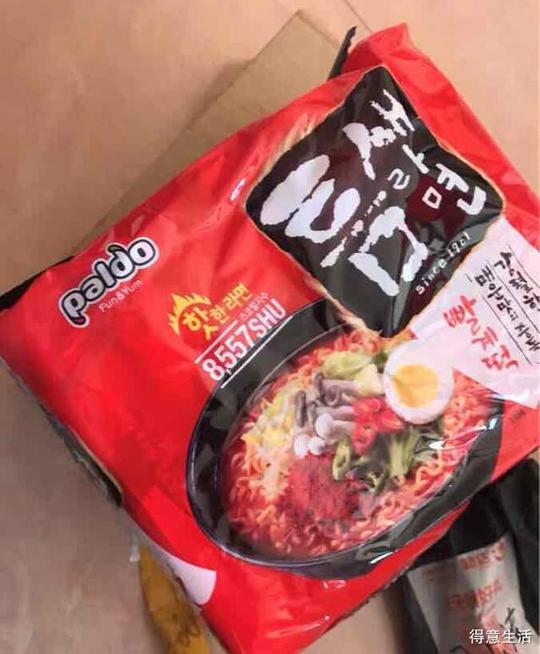 틈새
라면
since 1981
paldo
Fun&Yum
핫한 라면
스코빌지수
8,557SHU
빨계떡
得意生活